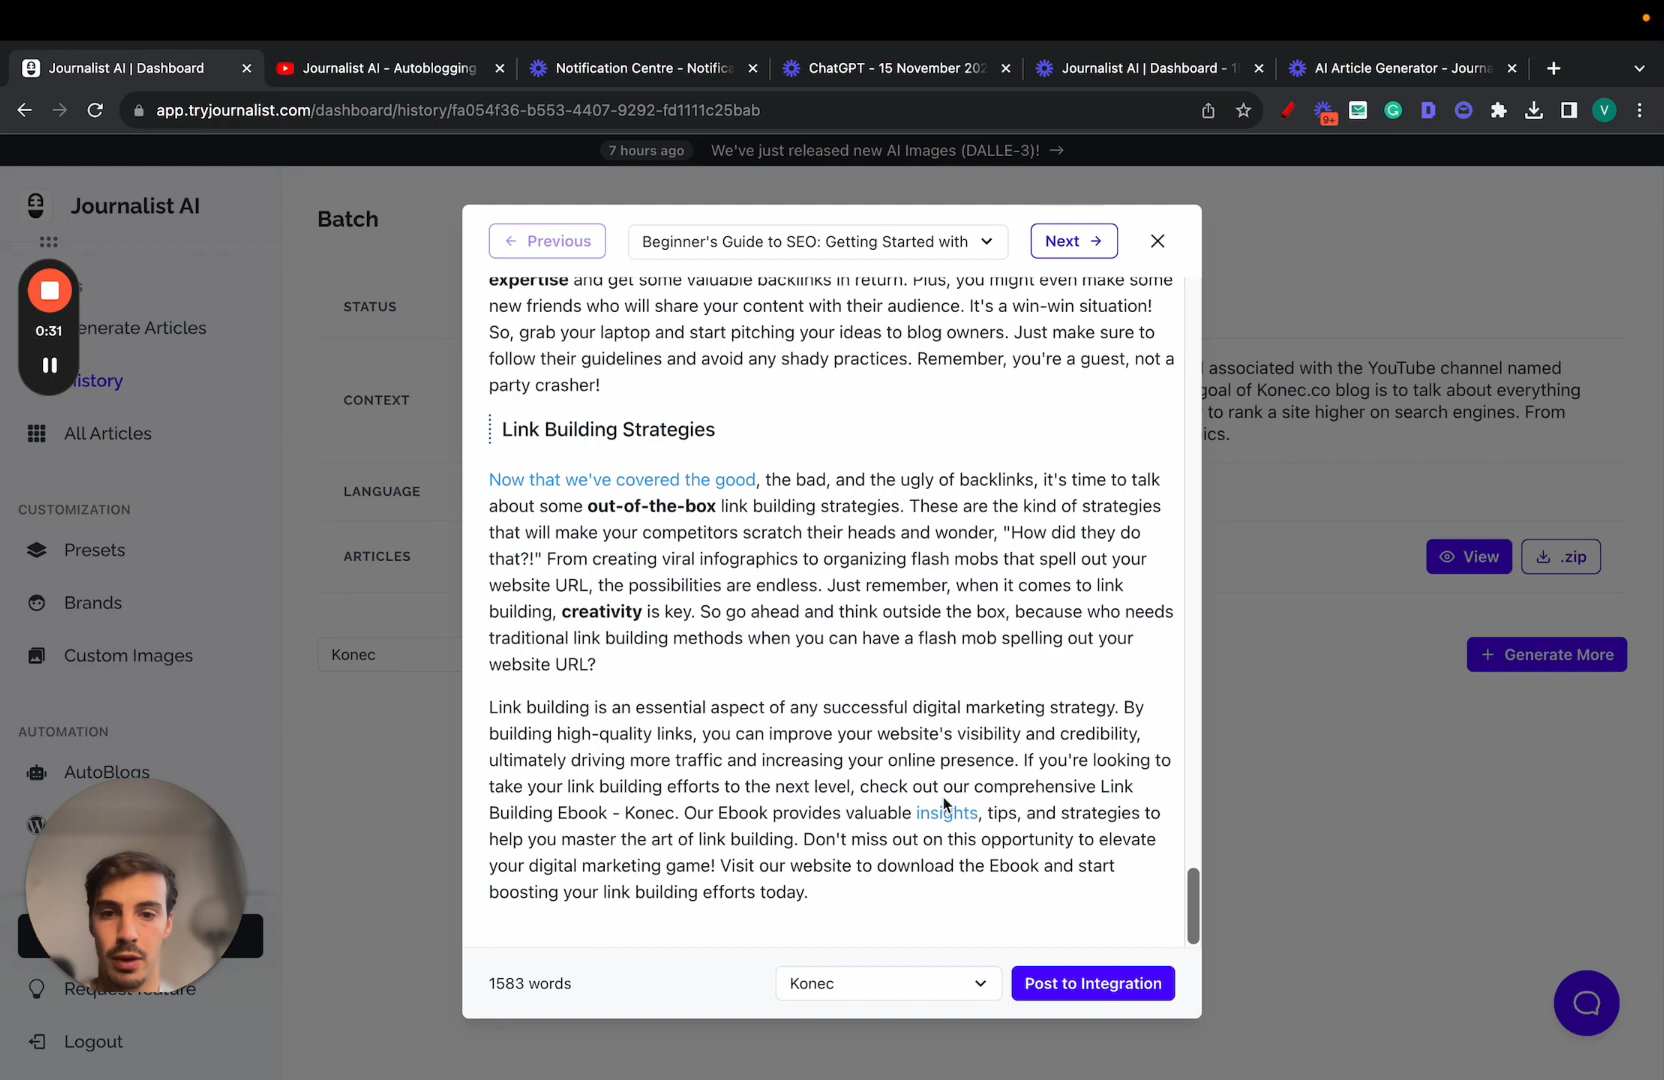 Journalist AI | Dashboard
Journalist AI - Autoblogging
Notification Centre - Notifica
ChatGPT - 15 November 202
Journalist AI | Dashboard - 1
AI Article Generator - Journa
app.tryjournalist.com/dashboard/history/fa054f36-b553-4407-9292-fd1111c25bab
9+
V
7 hours ago We've just released new AI Images (DALLE-3)! →
Journalist AI
0:31
enerate Articles
istory
All Articles
CUSTOMIZATION
Presets
Brands
Custom Images
AUTOMATION
AutoBlogs
Request feature
Logout
Batch
STATUS
CONTEXT
associated with the YouTube channel named
goal of Konec.co blog is to talk about everything
to rank a site higher on search engines. From
ics.
LANGUAGE
ARTICLES
View
.zip
Konec
+ Generate More
← Previous
Beginner's Guide to SEO: Getting Started with
Next →
expertise and get some valuable backlinks in return. Plus, you might even make some
new friends who will share your content with their audience. It's a win-win situation!
So, grab your laptop and start pitching your ideas to blog owners. Just make sure to
follow their guidelines and avoid any shady practices. Remember, you're a guest, not a
party crasher!
Link Building Strategies
Now that we've covered the good, the bad, and the ugly of backlinks, it's time to talk
about some out-of-the-box link building strategies. These are the kind of strategies
that will make your competitors scratch their heads and wonder, "How did they do
that?!" From creating viral infographics to organizing flash mobs that spell out your
website URL, the possibilities are endless. Just remember, when it comes to link
building, creativity is key. So go ahead and think outside the box, because who needs
traditional link building methods when you can have a flash mob spelling out your
website URL?
Link building is an essential aspect of any successful digital marketing strategy. By
building high-quality links, you can improve your website's visibility and credibility,
ultimately driving more traffic and increasing your online presence. If you're looking to
take your link building efforts to the next level, check out our comprehensive Link
Building Ebook - Konec. Our Ebook provides valuable insights, tips, and strategies to
help you master the art of link building. Don't miss out on this opportunity to elevate
your digital marketing game! Visit our website to download the Ebook and start
boosting your link building efforts today.
1583 words
Konec
Post to Integration